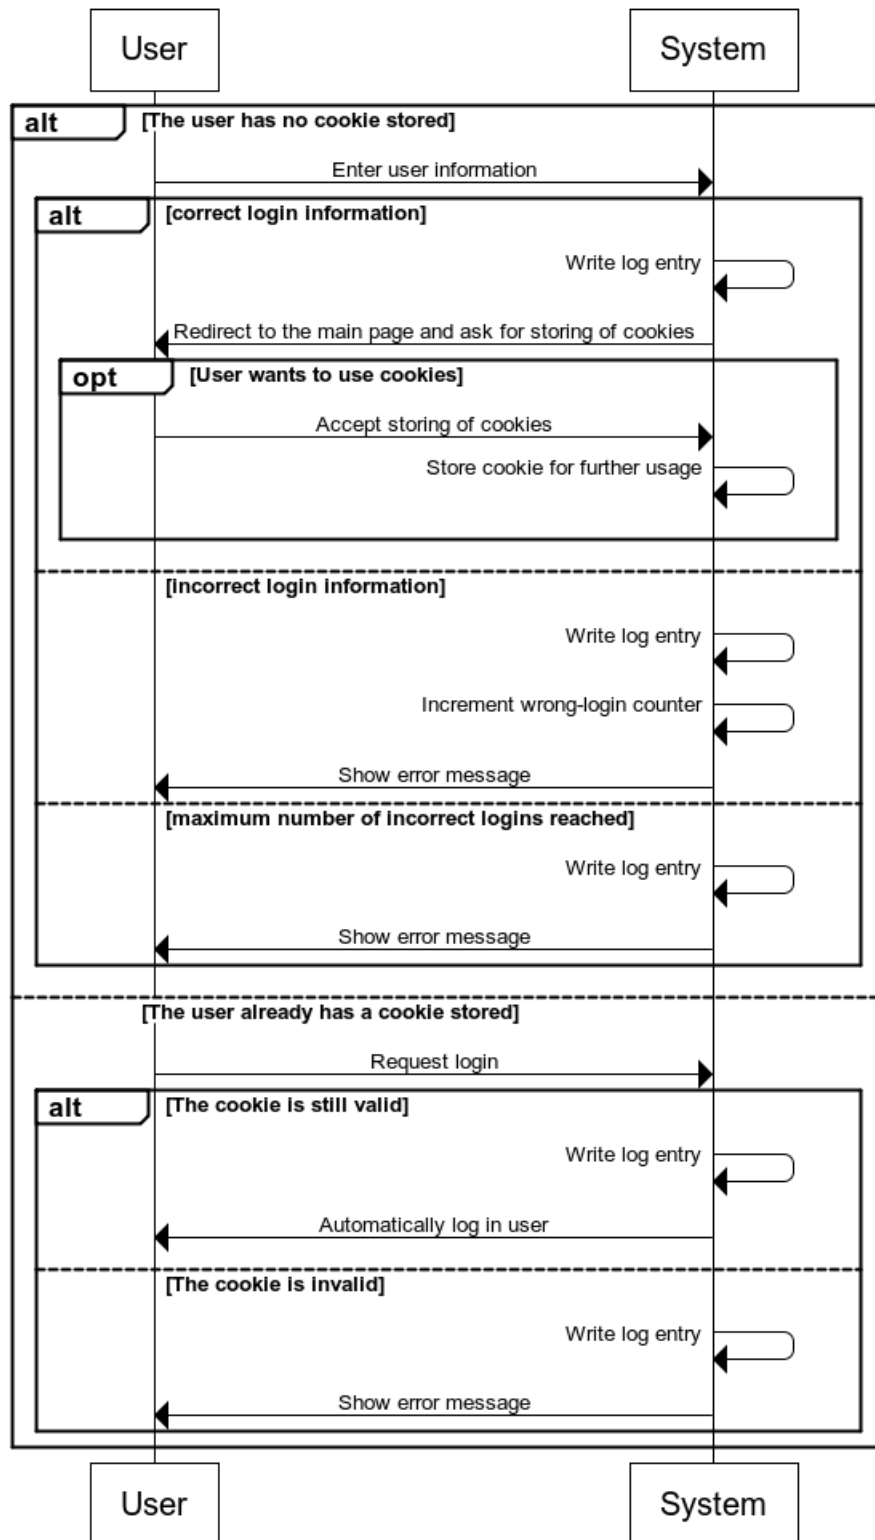 User
System
alt
[The user has no cookie stored]
Enter user information
alt
[correct login information]
Write log entry
Redirect to the main page and ask for storing of cookies
opt
[User wants to use cookies]
Accept storing of cookies
Store cookie for further usage
[incorrect login information]
Write log entry
Increment wrong-login counter
Show error message
[maximum number of incorrect logins reached]
Write log entry
Show error message
[The user already has a cookie stored]
Request login
alt
[The cookie is still valid]
Write log entry
Automatically log in user
[The cookie is invalid]
Write log entry
Show error message
User
System